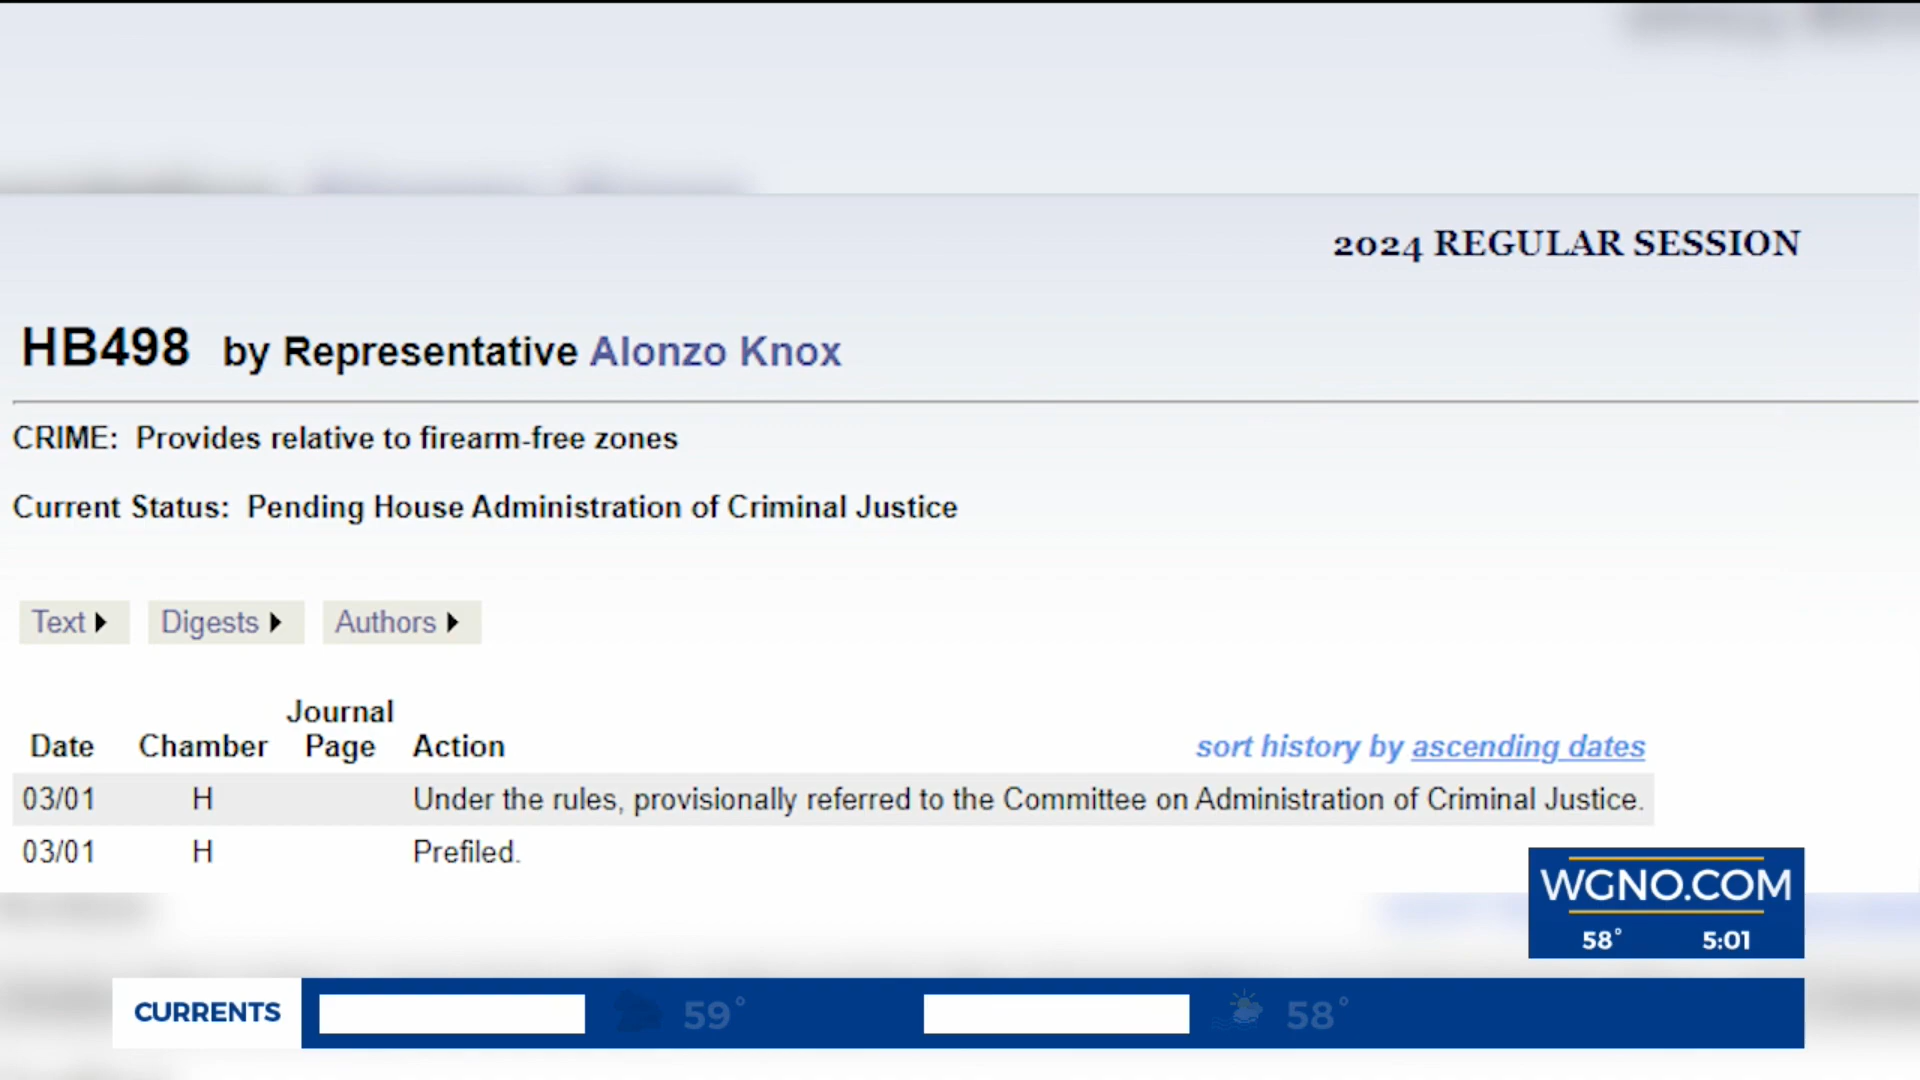 2024 REGULAR SESSION
HB498 by Representative Alonzo Knox
CRIME: Provides relative to firearm-free zones
Current Status: Pending House Administration of Criminal Justice
Text Digests Authors
Date Chamber Journal Page Action sort history by ascending dates
03/01 H Under the rules, provisionally referred to the Committee on Administration of Criminal Justice.
03/01 H Prefiled.
WGNO.COM
58° 5:01
CURRENTS 59° 58°